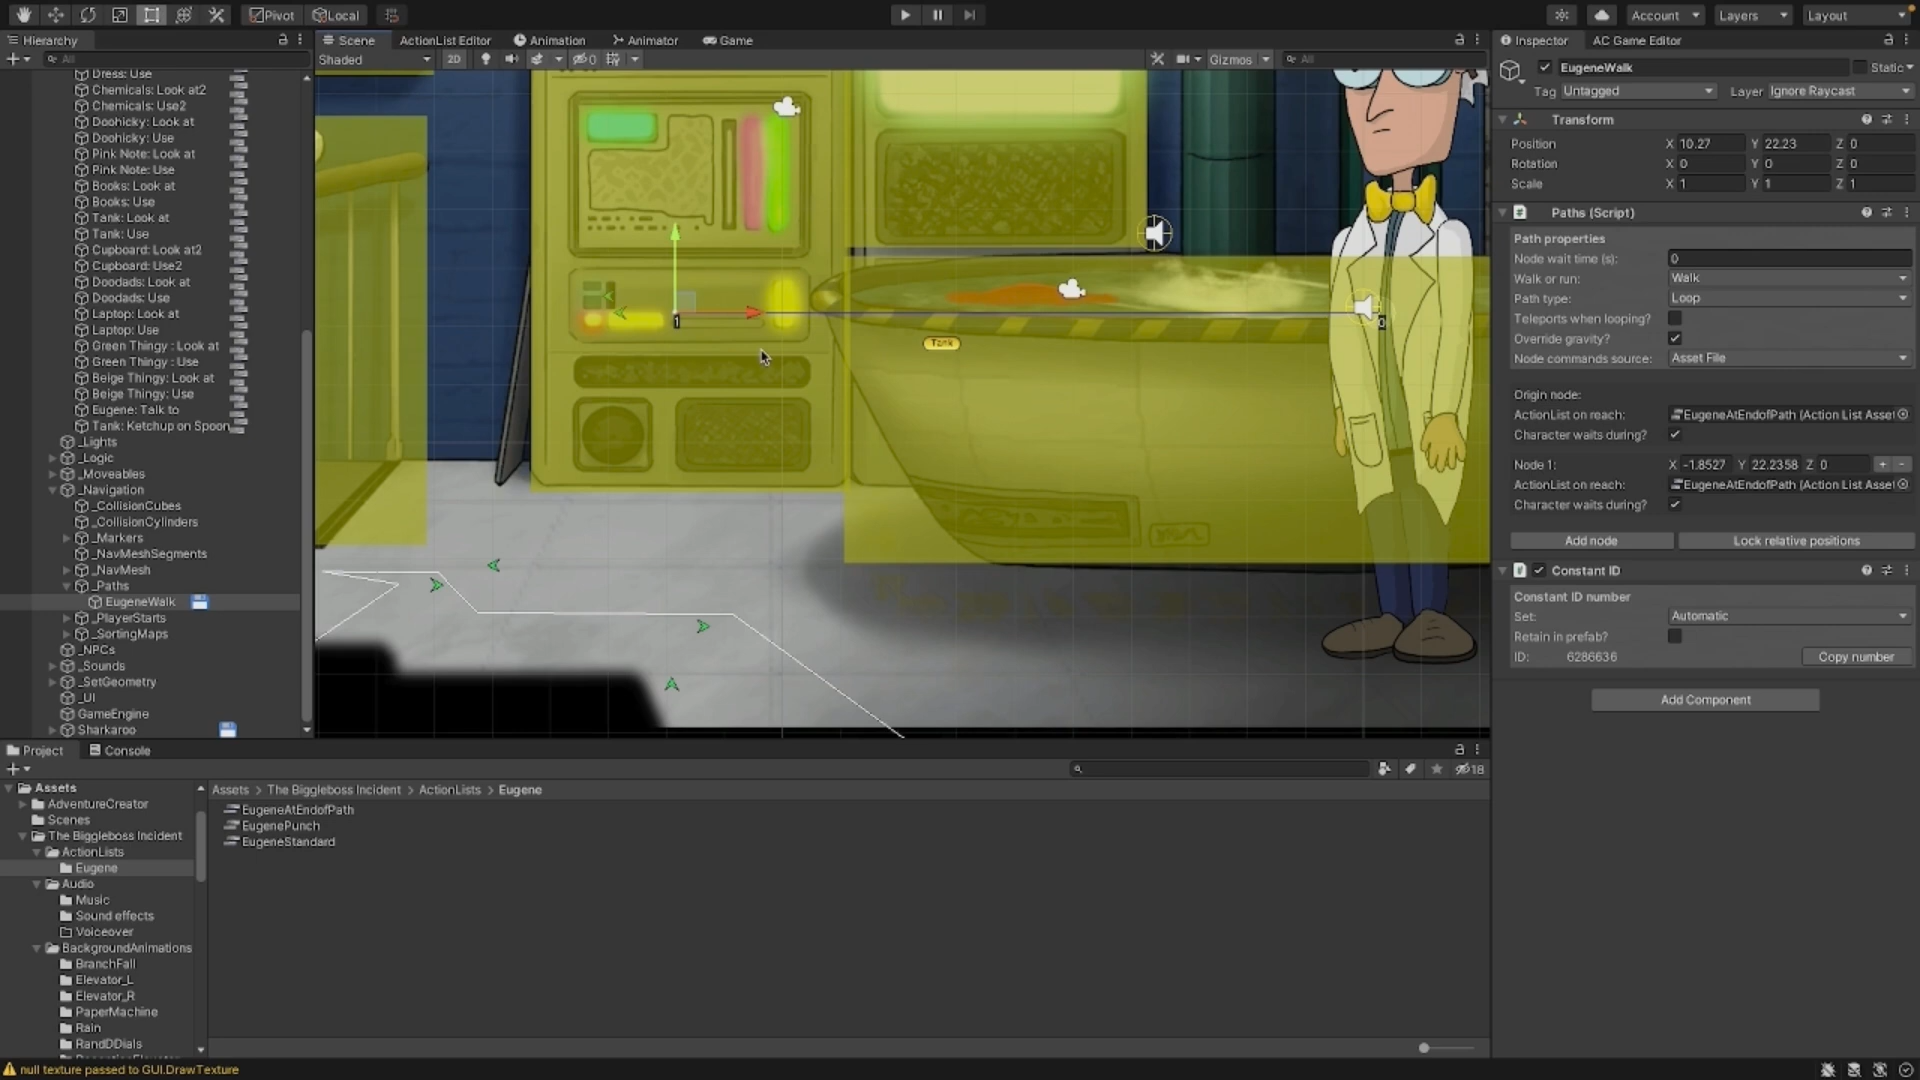 Pivot Local Account Layers Layout
Hierarchy
All
Dress: Use
Chemicals: Look at2
Chemicals: Use2
Doohicky: Look at
Doohicky: Use
Pink Note: Look at
Pink Note: Use
Books: Look at
Books: Use
Tank: Look at
Tank: Use
Cupboard: Look at2
Cupboard: Use2
Doodads: Look at
Doodads: Use
Laptop: Look at
Laptop: Use
Green Thingy : Look at
Green Thingy : Use
Beige Thingy: Look at
Beige Thingy: Use
Eugene: Talk to
Tank: Ketchup on Spoon
_Lights
_Logic
_Moveables
_Navigation
_CollisionCubes
_CollisionCylinders
_Markers
_NavMeshSegments
_NavMesh
_Paths
EugeneWalk
_PlayerStarts
_SortingMaps
_NPCs
_Sounds
_SetGeometry
_UI
GameEngine
Sharkaroo
Scene ActionList Editor Animation Animator Game
Shaded 2D 0 Gizmos All
1
Tank
0
Inspector AC Game Editor
EugeneWalk Static
Tag Untagged Layer Ignore Raycast
Transform
Position X 10.27 Y 22.23 Z 0
Rotation X 0 Y 0 Z 0
Scale X 1 Y 1 Z 1
# Paths (Script)
Path properties
Node wait time (s): 0
Walk or run: Walk
Path type: Loop
Teleports when looping?
Override gravity?
Node commands source: Asset File
Origin node:
ActionList on reach: EugeneAtEndofPath (Action List Asset
Character waits during?
Node 1: X -1.8527 Y 22.2358 Z 0 + -
ActionList on reach: EugeneAtEndofPath (Action List Asset
Character waits during?
Add node Lock relative positions
# Constant ID
Constant ID number
Set: Automatic
Retain in prefab?
ID: 6286636 Copy number
Add Component
Project Console
18
Assets
AdventureCreator
Scenes
The Biggleboss Incident
ActionLists
Eugene
Audio
Music
Sound effects
Voiceover
BackgroundAnimations
BranchFall
Elevator_L
Elevator_R
PaperMachine
Rain
RandDDials
Assets > The Biggleboss Incident > ActionLists > Eugene
EugeneAtEndofPath
EugenePunch
EugeneStandard
null texture passed to GUI.DrawTexture